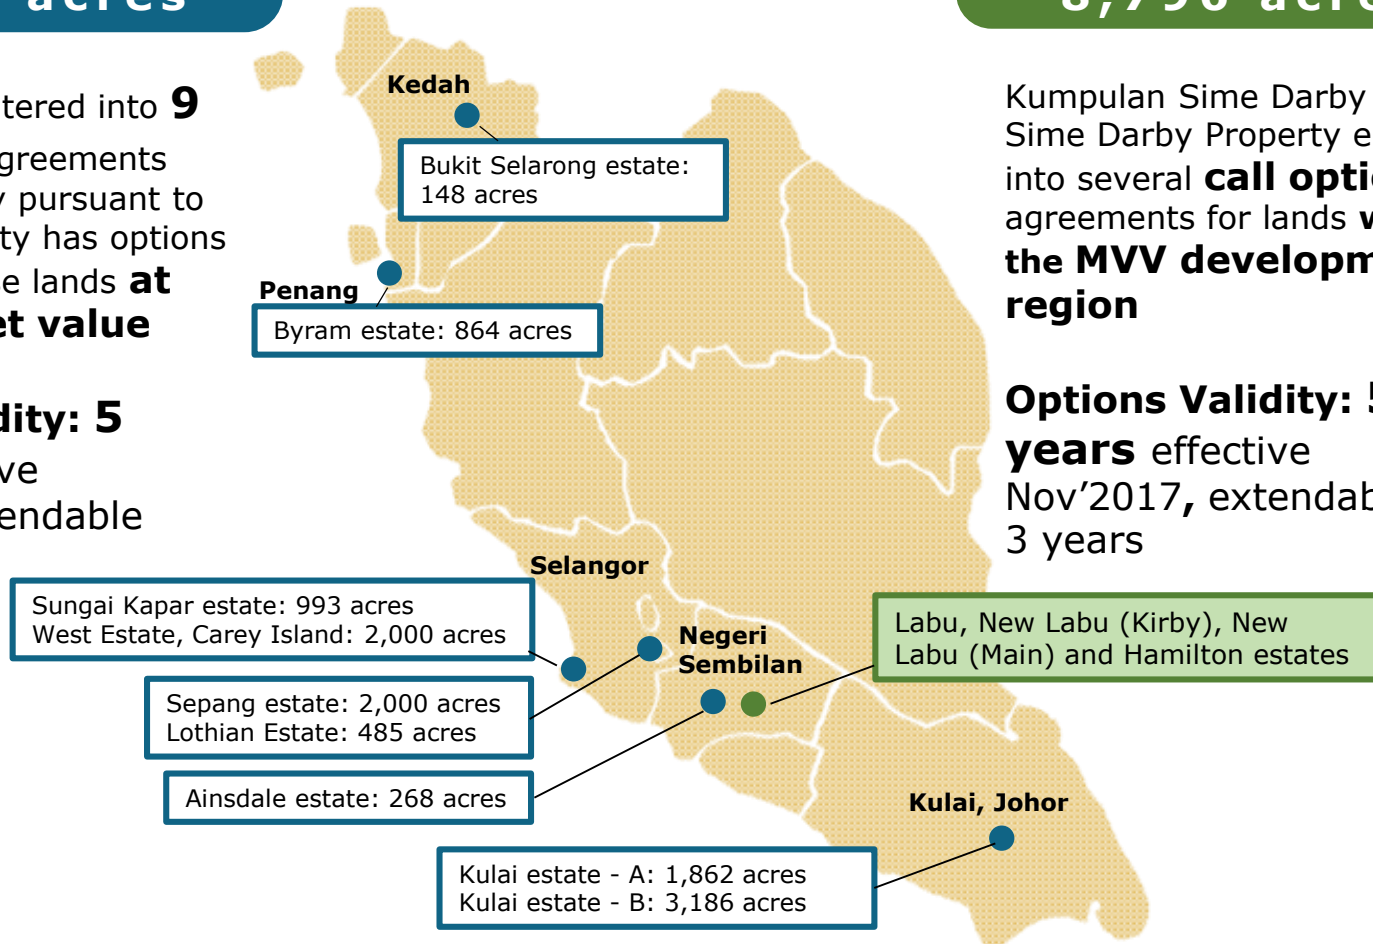 acres
tered into 9
greements
pursuant to
ty has options
e lands at
et value
dity: 5
ve
endable
Kedah
Bukit Selarong estate:
148 acres
Penang
Byram estate: 864 acres
Selangor
Sungai Kapar estate: 993 acres
West Estate, Carey Island: 2,000 acres
Sepang estate: 2,000 acres
Lothian Estate: 485 acres
Negeri
Sembilan
Ainsdale estate: 268 acres
Kulai, Johor
Kulai estate - A: 1,862 acres
Kulai estate - B: 3,186 acres
Kumpulan Sime Darby
Sime Darby Property e
into several call opti
agreements for lands w
the MVV developm
region
Options Validity: 5
years effective
Nov’2017, extendab
3 years
Labu, New Labu (Kirby), New
Labu (Main) and Hamilton estates